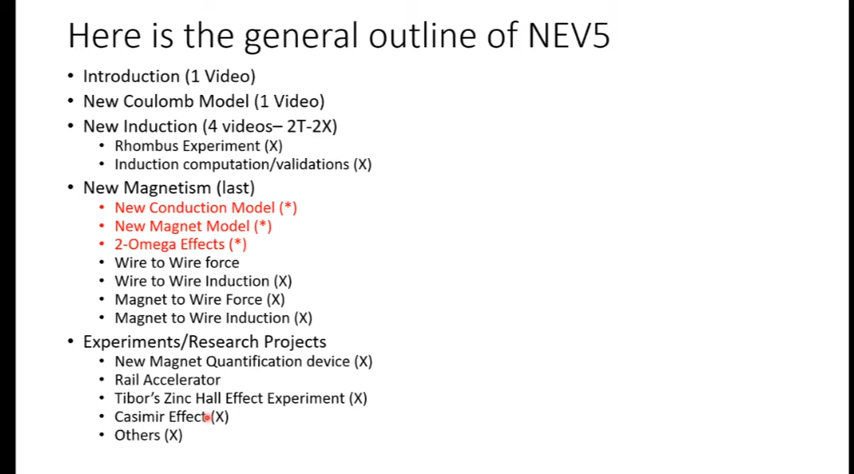 Here is the general outline of NEV5
• Introduction (1 Video)
• New Coulomb Model (1 Video)
• New Induction (4 videos– 2T-2X)
• Rhombus Experiment (X)
• Induction computation/validations (X)
• New Magnetism (last)
• New Conduction Model (*)
• New Magnet Model (*)
• 2-Omega Effects (*)
• Wire to Wire force
• Wire to Wire Induction (X)
• Magnet to Wire Force (X)
• Magnet to Wire Induction (X)
• Experiments/Research Projects
• New Magnet Quantification device (X)
• Rail Accelerator
• Tibor's Zinc Hall Effect Experiment (X)
• Casimir Effect (X)
• Others (X)